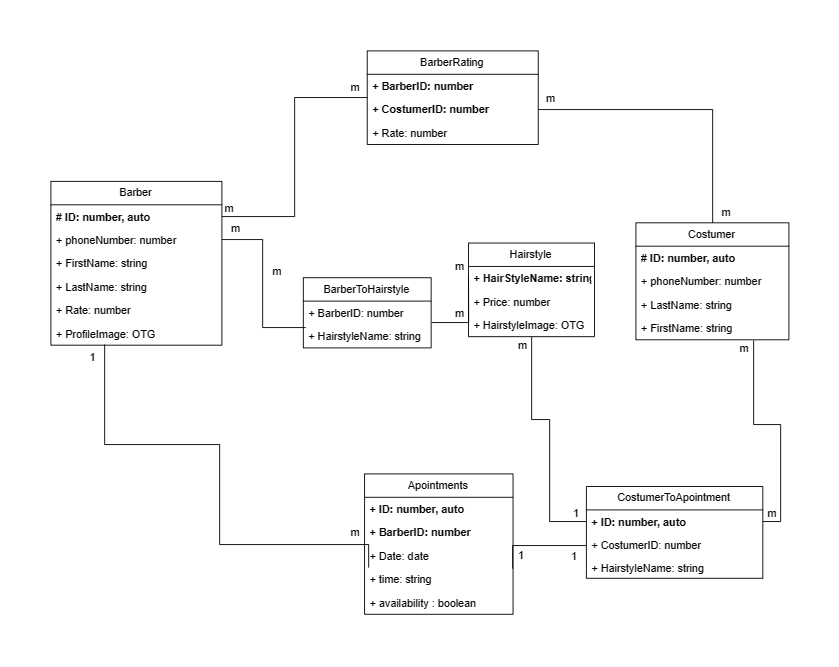 BarberRating
+ BarberID: number
+ CostumerID: number
+ Rate: number
m
m
m
m
Barber
# ID: number, auto
+ phoneNumber: number
+ FirstName: string
+ LastName: string
+ Rate: number
+ ProfileImage: OTG
m
m
1
BarberToHairstyle
+ BarberID: number
+ HairstyleName: string
m
m
Hairstyle
+ HairStyleName: string
+ Price: number
+ HairstyleImage: OTG
m
Costumer
# ID: number, auto
+ phoneNumber: number
+ LastName: string
+ FirstName: string
m
Apointments
+ ID: number, auto
+ BarberID: number
+ Date: date
+ time: string
+ availability : boolean
m
1
CostumerToApointment
+ ID: number, auto
+ CostumerID: number
+ HairstyleName: string
1
1
m